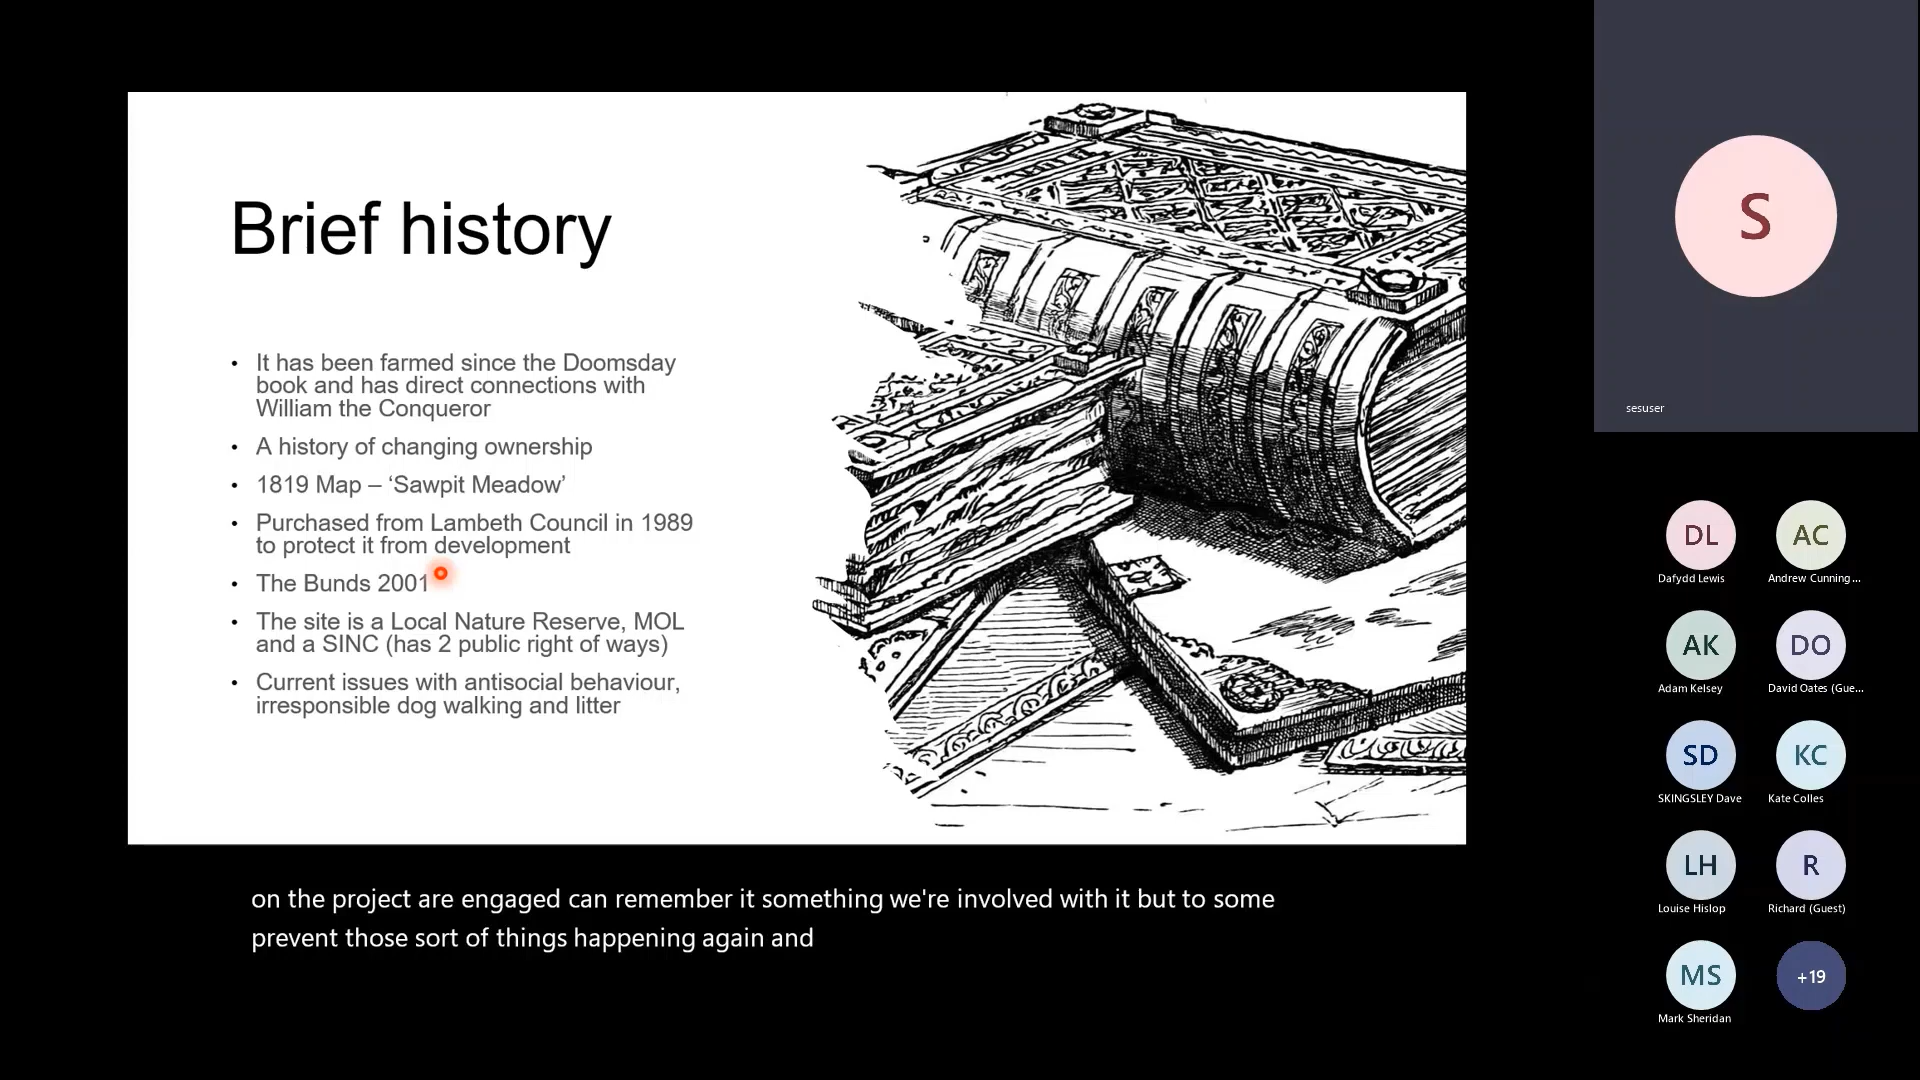 Brief history
• It has been farmed since the Doomsday
book and has direct connections with
William the Conqueror
• A history of changing ownership
• 1819 Map – ‘Sawpit Meadow’
• Purchased from Lambeth Council in 1989
to protect it from development
• The Bunds 2001
• The site is a Local Nature Reserve, MOL
and a SINC (has 2 public right of ways)
• Current issues with antisocial behaviour,
irresponsible dog walking and litter
on the project are engaged can remember it something we're involved with it but to some
prevent those sort of things happening again and
S
sesuser
DL
Dafydd Lewis
AC
Andrew Cunning...
AK
Adam Kelsey
DO
David Oates (Gue...
SD
SKINGSLEY Dave
KC
Kate Colles
LH
Louise Hislop
R
Richard (Guest)
MS
Mark Sheridan
+19